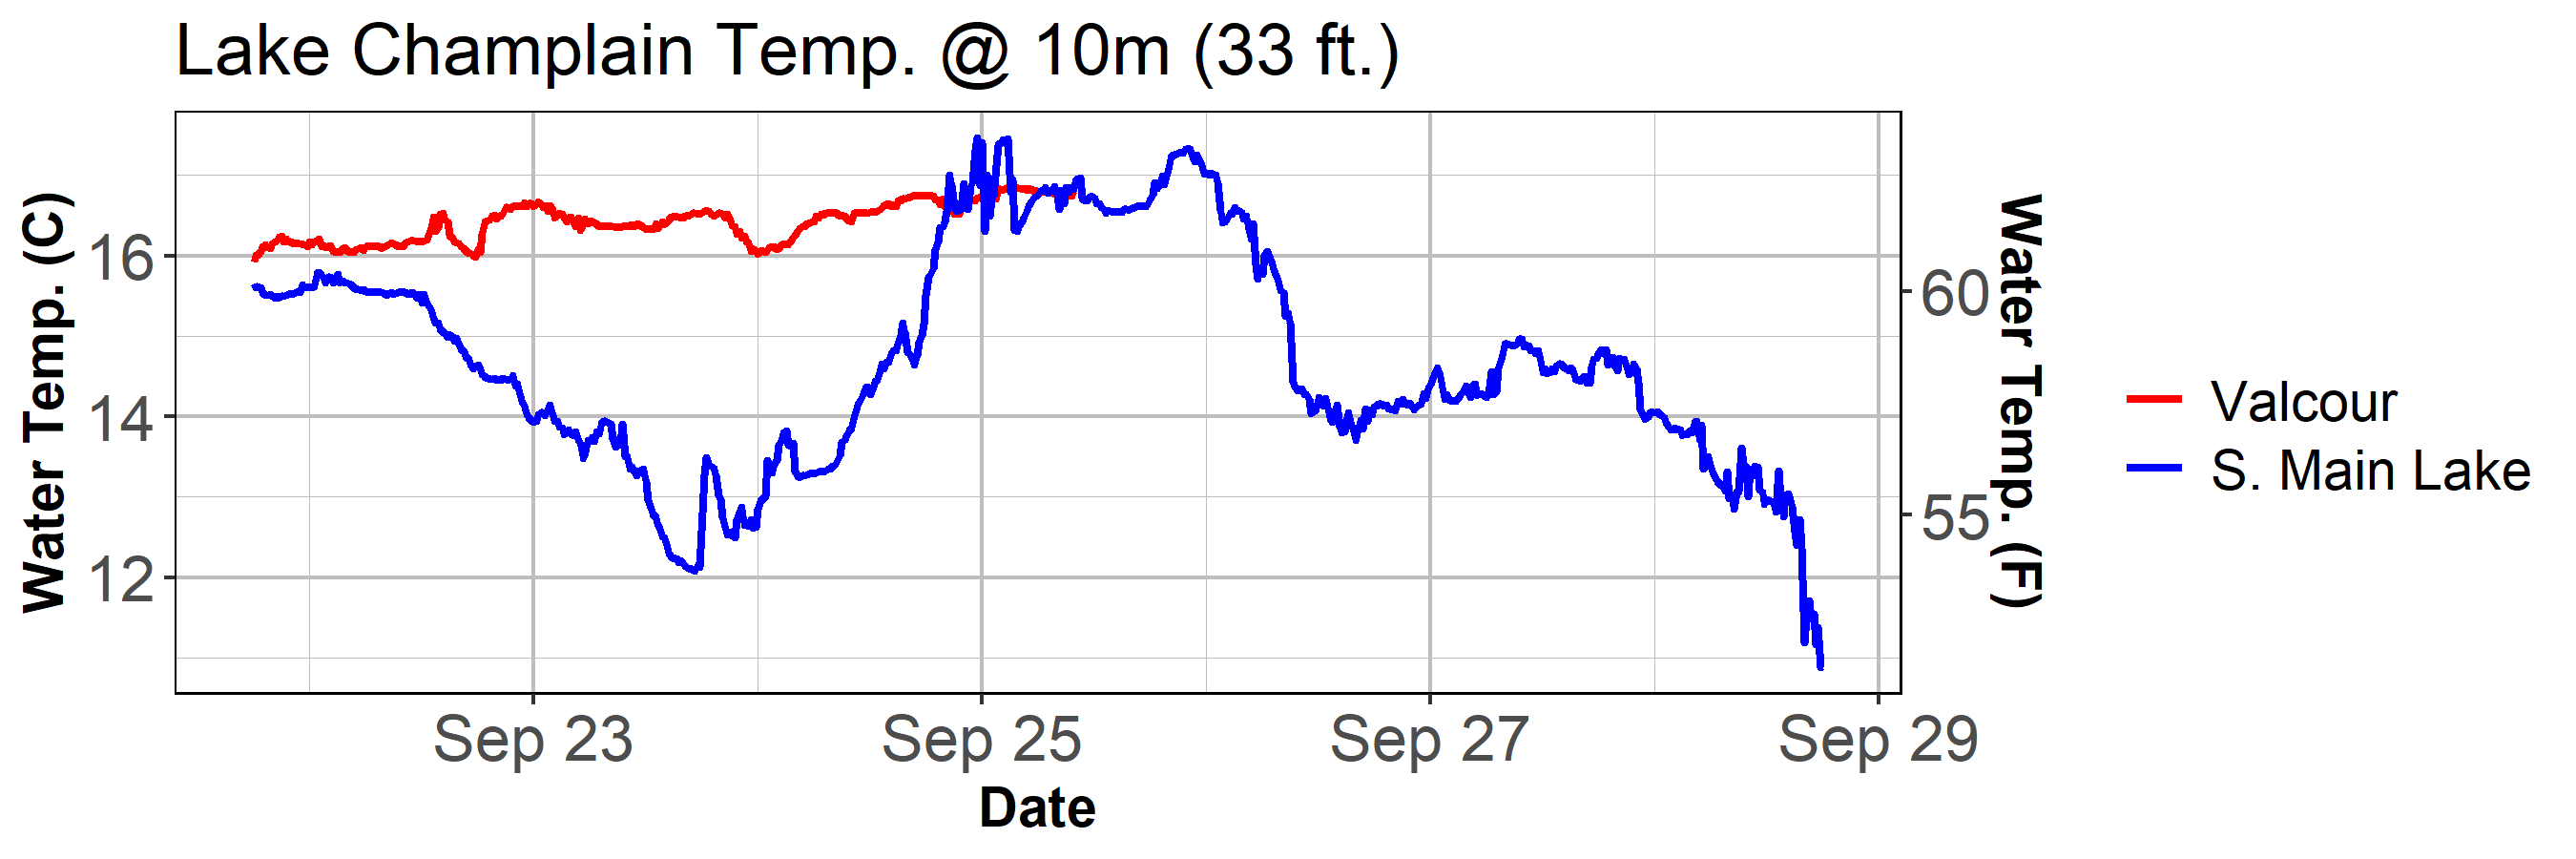 Lake Champlain Temp. @ 10m (33 ft.)
Water Temp. (C)
16
14
12
60
55
Water Temp. (F)
Sep 23
Sep 25
Sep 27
Sep 29
Date
Valcour
S. Main Lake